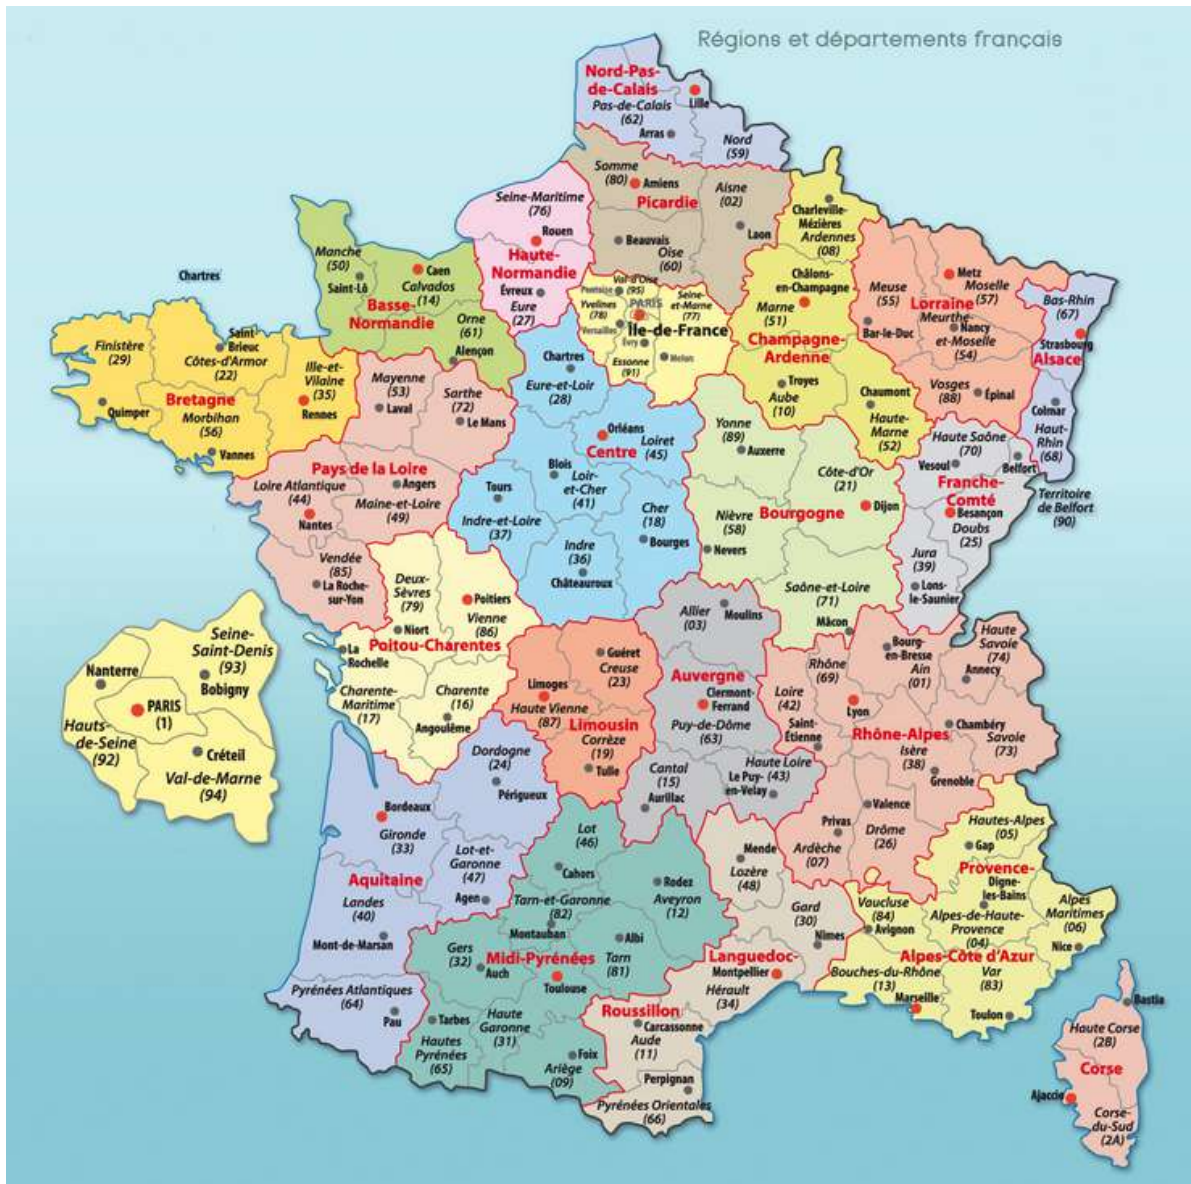 Régions et départements français
Nord-Pas-
de-Calais
Pas-de-Calais
(62)
Lille
Arras
Nord
(59)
Somme
(80)
Amiens
Picardie
Aisne
(02)
Laon
Beauvais
Oise
(60)
Charleville-
Mézières
Ardennes
(08)
Seine-Maritime
(76)
Rouen
Haute-
Normandie
Évreux
Eure
(27)
Manche
(50)
Saint-Lô
Caen
Calvados
(14)
Basse-
Normandie
Orne
(61)
Alençon
Chartres
Val-d'Oise
(95)
Pontoise
Yvelines
(78)
PARIS
Versailles
Seine-
et-Marne
(77)
Île-de-France
Évry
Melun
Essonne
(91)
Châlons-
en-Champagne
Marne
(51)
Champagne-
Ardenne
Troyes
Aube
(10)
Chaumont
Haute-
Marne
(52)
Meuse
(55)
Metz
Moselle
(57)
Lorraine
Bar-le-Duc
Meurthe-
et-Moselle
(54)
Nancy
Vosges
(88)
Épinal
Bas-Rhin
(67)
Strasbourg
Alsace
Colmar
Haut-
Rhin
(68)
Finistère
(29)
Quimper
Saint-
Brieuc
Côtes-d'Armor
(22)
Bretagne
Morbihan
(56)
Vannes
Ille-et-
Vilaine
(35)
Rennes
Mayenne
(53)
Laval
Sarthe
(72)
Le Mans
Pays de la Loire
Loire Atlantique
(44)
Nantes
Angers
Maine-et-Loire
(49)
Vendée
(85)
La Roche-
sur-Yon
Chartres
Eure-et-Loir
(28)
Orléans
Centre
Loiret
(45)
Blois
Loir-
et-Cher
(41)
Tours
Indre-et-Loire
(37)
Cher
(18)
Bourges
Indre
(36)
Châteauroux
Yonne
(89)
Auxerre
Côte-d'Or
(21)
Dijon
Bourgogne
Nièvre
(58)
Nevers
Saône-et-Loire
(71)
Mâcon
Haute Saône
(70)
Vesoul
Belfort
Franche-
Comté
Besançon
Doubs
(25)
Jura
(39)
Lons-
le-Saunier
Territoire
de Belfort
(90)
Deux-
Sèvres
(79)
Niort
Poitiers
Vienne
(86)
Poitou-Charentes
La
Rochelle
Charente-
Maritime
(17)
Charente
(16)
Angoulême
Guéret
Creuse
(23)
Limoges
Haute Vienne
(87)
Limousin
Corrèze
(19)
Tulle
Allier
(03)
Moulins
Auvergne
Clermont-
Ferrand
Puy-de-Dôme
(63)
Cantal
(15)
Aurillac
Haute Loire
(43)
Le Puy-
en-Velay
Rhône
(69)
Loire
(42)
Saint-
Étienne
Lyon
Bourg-
en-Bresse
Ain
(01)
Haute
Savoie
(74)
Annecy
Chambéry
Savoie
(73)
Rhône-Alpes
Isère
(38)
Grenoble
Valence
Privas
Ardèche
(07)
Drôme
(26)
Seine-
Saint-Denis
(93)
Nanterre
Bobigny
PARIS
(1)
Hauts-
de-Seine
(92)
Créteil
Val-de-Marne
(94)
Dordogne
(24)
Périgueux
Bordeaux
Gironde
(33)
Lot-et-
Garonne
(47)
Agen
Aquitaine
Landes
(40)
Mont-de-Marsan
Pyrénées Atlantiques
(64)
Pau
Lot
(46)
Cahors
Rodez
Aveyron
(12)
Tarn-et-Garonne
(82)
Montauban
Albi
Tarn
(81)
Gers
(32)
Auch
Midi-Pyrénées
Toulouse
Haute
Garonne
(31)
Tarbes
Hautes
Pyrénées
(65)
Foix
Ariège
(09)
Mende
Lozère
(48)
Gard
(30)
Nimes
Languedoc-
Montpellier
Hérault
(34)
Roussillon
Carcassonne
Aude
(11)
Perpignan
Pyrénées Orientales
(66)
Hautes-Alpes
(05)
Gap
Provence-
Digne-
les-Bains
Alpes-de-Haute-
Provence
(04)
Alpes
Maritimes
(06)
Nice
Vaucluse
(84)
Avignon
Alpes-Côte d'Azur
Bouches-du-Rhône
(13)
Marseille
Var
(83)
Toulon
Bastia
Haute Corse
(2B)
Corse
Ajaccio
Corse-
du-Sud
(2A)